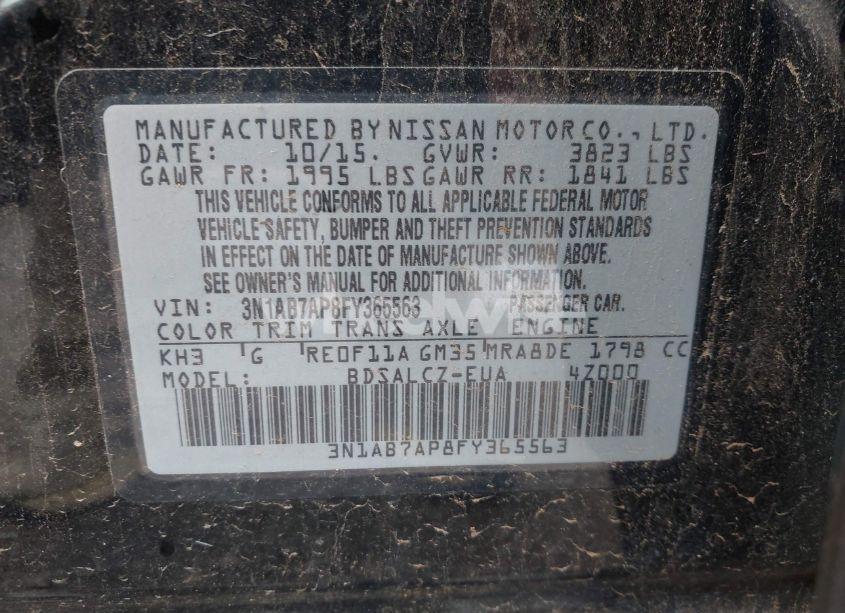 MANUFACTURED BY NISSAN MOTOR CO., LTD.
DATE: 10/15. GVWR: 3823 LBS
GAWR FR: 1995 LBS GAWR RR: 1841 LBS
THIS VEHICLE CONFORMS TO ALL APPLICABLE FEDERAL MOTOR
VEHICLE SAFETY, BUMPER AND THEFT PREVENTION STANDARDS
IN EFFECT ON THE DATE OF MANUFACTURE SHOWN ABOVE.
SEE OWNER'S MANUAL FOR ADDITIONAL INFORMATION.
VIN: 3N1AB7AP8FY365563 PASSENGER CAR.
COLOR TRIM TRANS AXLE ENGINE
KH3 G RE0F11A GM35 MRA8DE 1798 CC
MODEL: BDSALCZ-EUA 4Z000
3N1AB7AP8FY365563